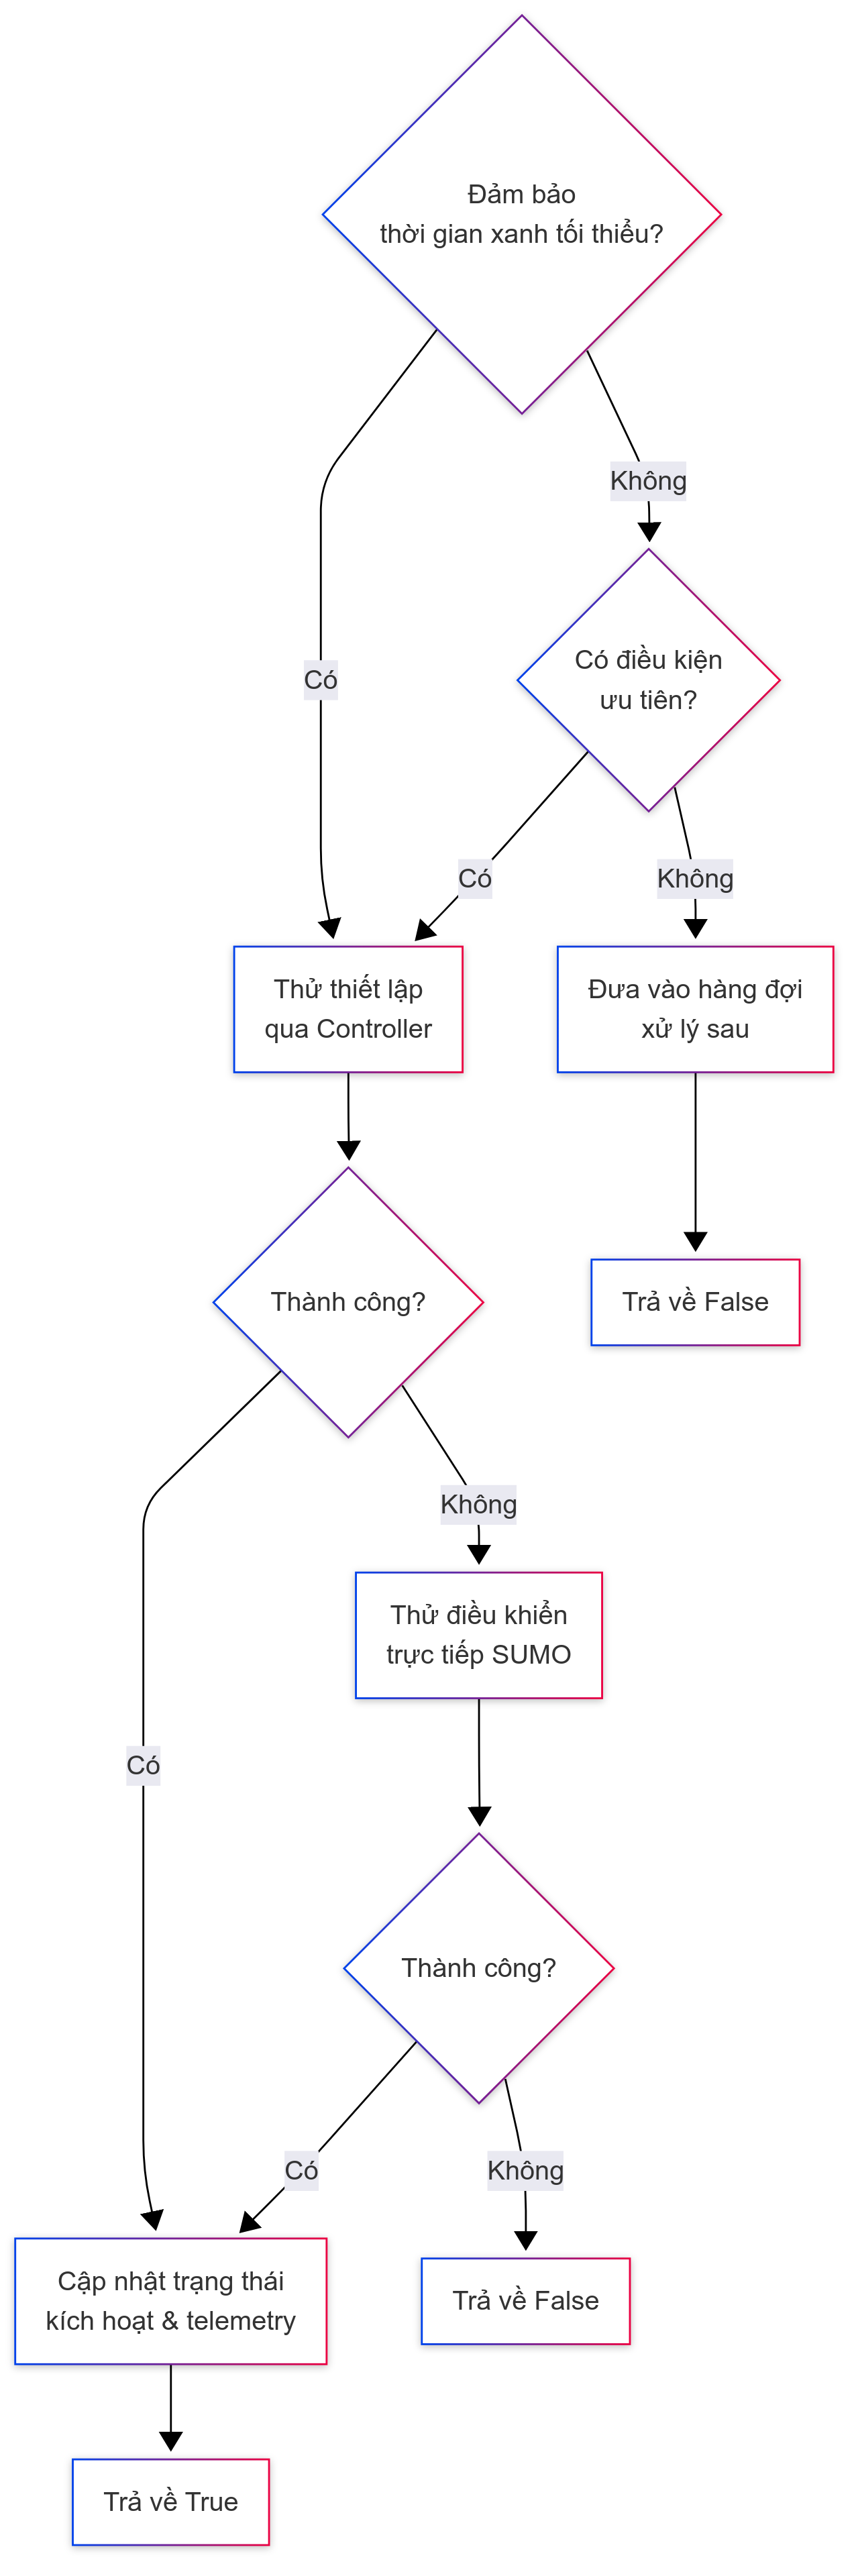 Đảm bảo
thời gian xanh tối thiểu?
Không
Có
Có điều kiện
ưu tiên?
Có
Không
Thử thiết lập
qua Controller
Đưa vào hàng đợi
xử lý sau
Thành công?
Trả về False
Không
Thử điều khiển
trực tiếp SUMO
Có
Thành công?
Có
Không
Cập nhật trạng thái
kích hoạt & telemetry
Trả về False
Trả về True